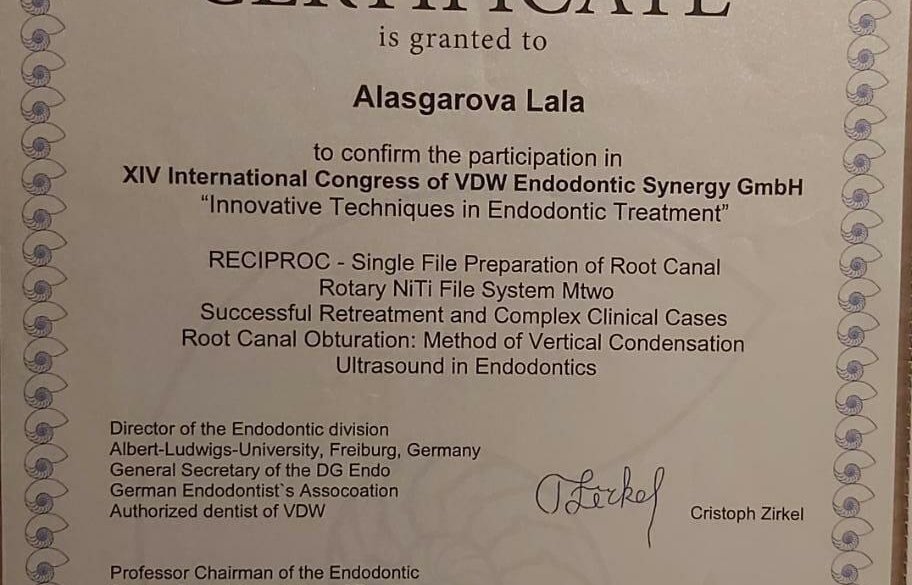 CERTIFICATE
is granted to
Alasgarova Lala
to confirm the participation in
XIV International Congress of VDW Endodontic Synergy GmbH
“Innovative Techniques in Endodontic Treatment”
RECIPROC - Single File Preparation of Root Canal
Rotary NiTi File System Mtwo
Successful Retreatment and Complex Clinical Cases
Root Canal Obturation: Method of Vertical Condensation
Ultrasound in Endodontics
Director of the Endodontic division
Albert-Ludwigs-University, Freiburg, Germany
General Secretary of the DG Endo
German Endodontist`s Assocoation
Authorized dentist of VDW
Cristoph Zirkel
Professor Chairman of the Endodontic